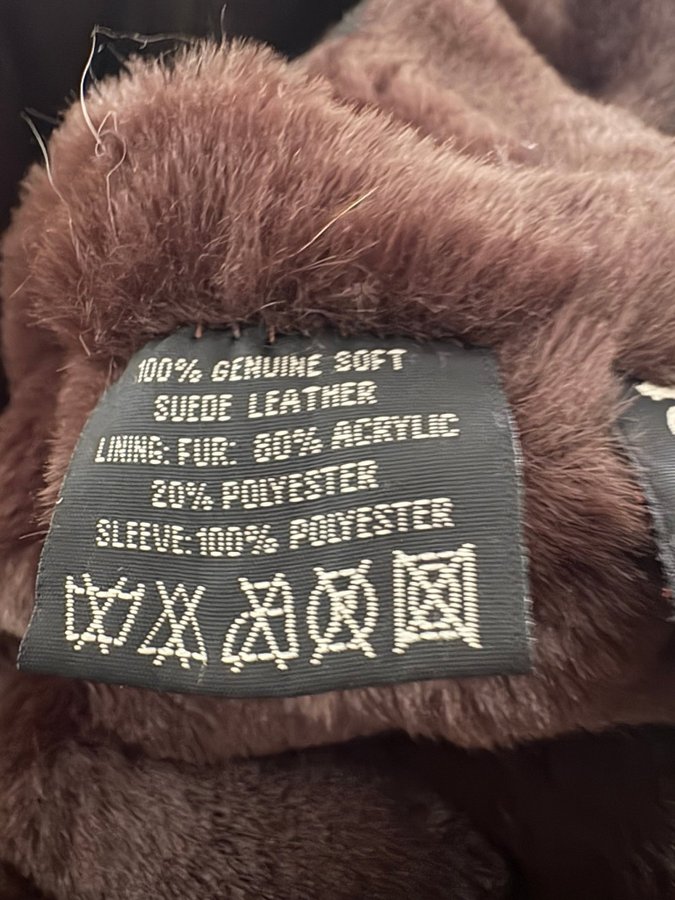 100% GENUINE SOFT
SUEDE LEATHER
LINING: FUR: 80% ACRYLIC
20% POLYESTER
SLEEVE: 100% POLYESTER